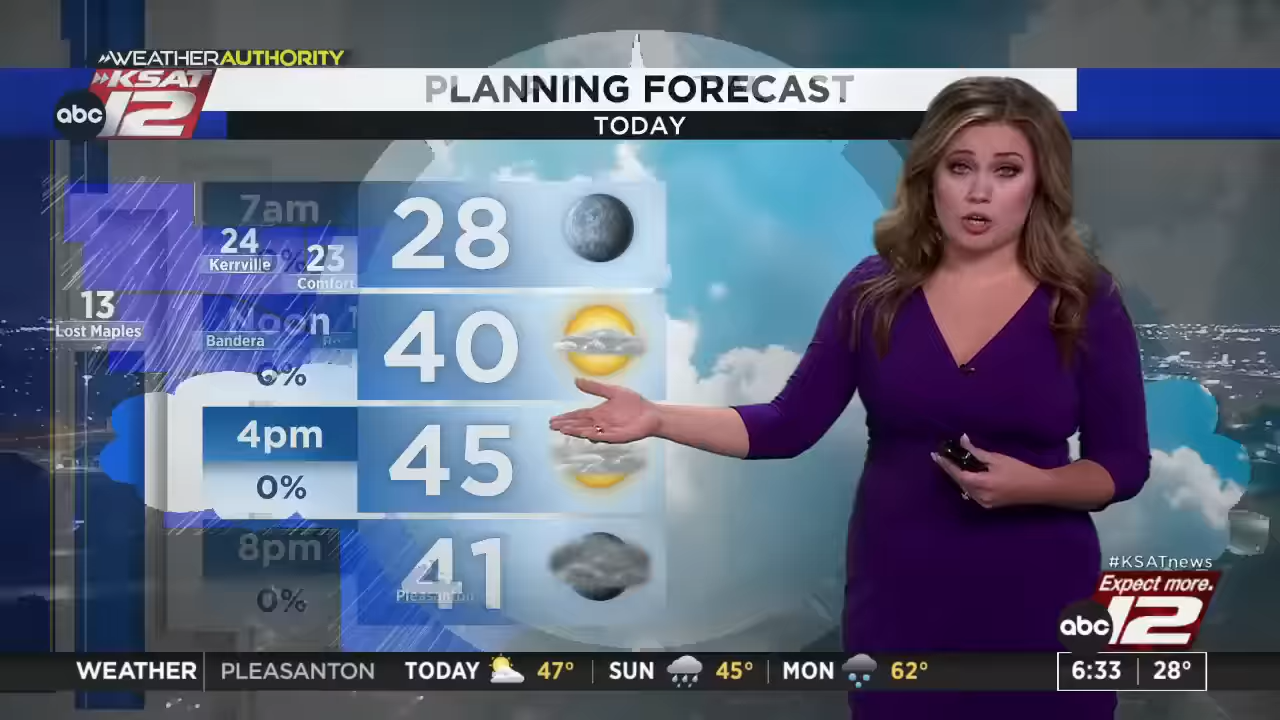 WEATHERAUTHORITY
KSAT
abc 12
PLANNING FORECAST
TODAY
7am
28
24
Kerrville
%
23
Comfort
13
Lost Maples
Noon
40
Bandera
0%
4pm
45
0%
8pm
41
Pleasanton
0%
#KSATnews
Expect more.
abc 12
WEATHER PLEASANTON TODAY 47° SUN 45° MON 62° 6:33 28°